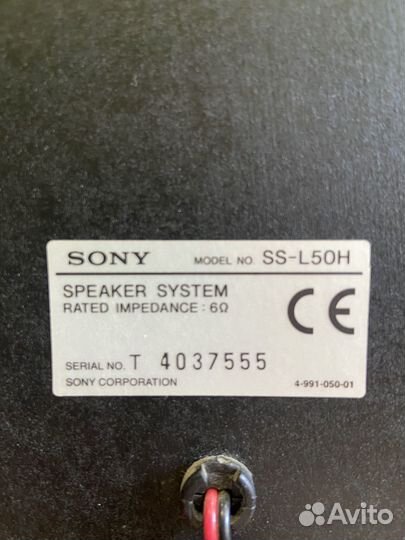 SONY MODEL NO. SS-L50H
SPEAKER SYSTEM
RATED IMPEDANCE : 6Ω
CE
SERIAL NO. T 4037555
SONY CORPORATION 4-991-050-01
Avito